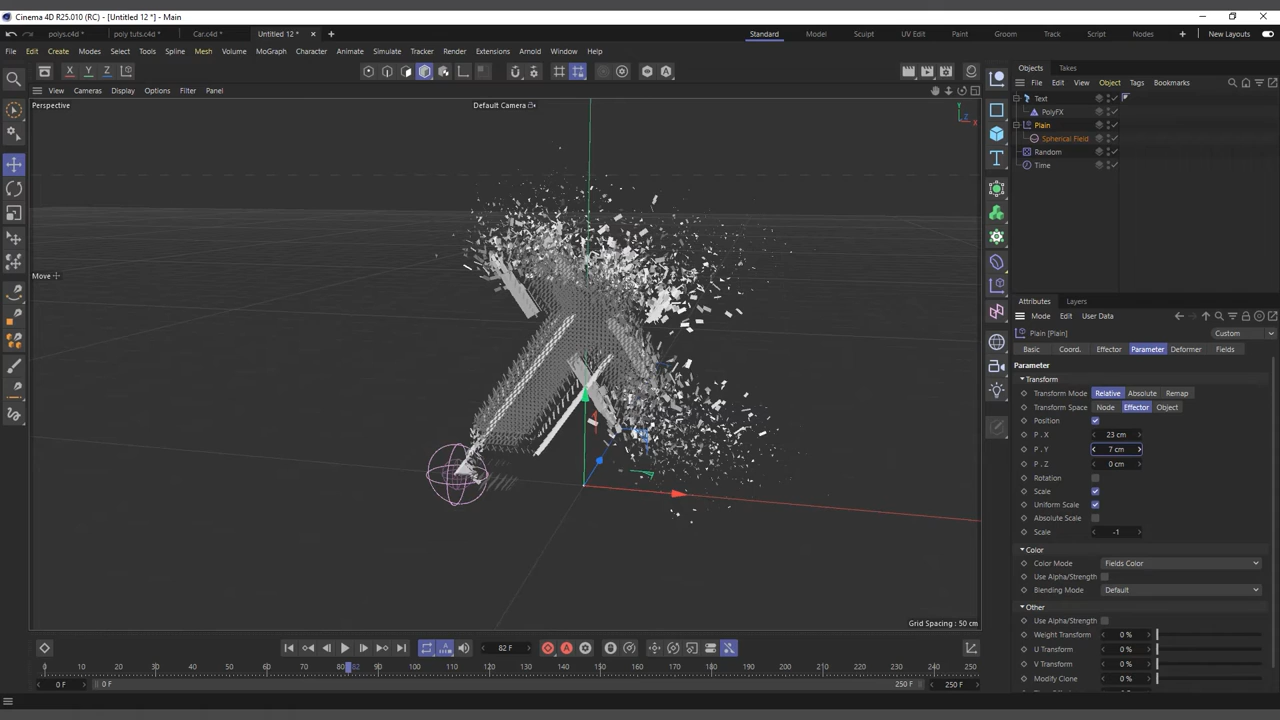 Cinema 4D R25.010 (RC) - [Untitled 12 *] - Main
polys.c4d *
poly tuts.c4d *
Car.c4d *
Untitled 12 *
Standard
Model
Sculpt
UV Edit
Paint
Groom
Track
Script
Nodes
New Layouts
File Edit Create Modes Select Tools Spline Mesh Volume MoGraph Character Animate Simulate Tracker Render Extensions Arnold Window Help
X Y Z
View Cameras Display Options Filter Panel
Perspective
Default Camera
Y
Z
X
Move
Grid Spacing : 50 cm
Objects Takes
File Edit View Object Tags Bookmarks
Text
PolyFX
Plain
Spherical Field
Random
Time
Attributes Layers
Mode Edit User Data
Plain [Plain]
Custom
Basic Coord. Effector Parameter Deformer Fields
Parameter
Transform
Transform Mode Relative Absolute Remap
Transform Space Node Effector Object
Position
P . X 23 cm
P . Y 7 cm
P . Z 0 cm
Rotation
Scale
Uniform Scale
Absolute Scale
Scale -1
Color
Color Mode Fields Color
Use Alpha/Strength
Blending Mode Default
Other
Use Alpha/Strength
Weight Transform 0 %
U Transform 0 %
V Transform 0 %
Modify Clone 0 %
82 F
0 10 20 30 40 50 60 70 80 82 90 100 110 120 130 140 150 160 170 180 190 200 210 220 230 240 250
0 F
0 F
250 F
250 F